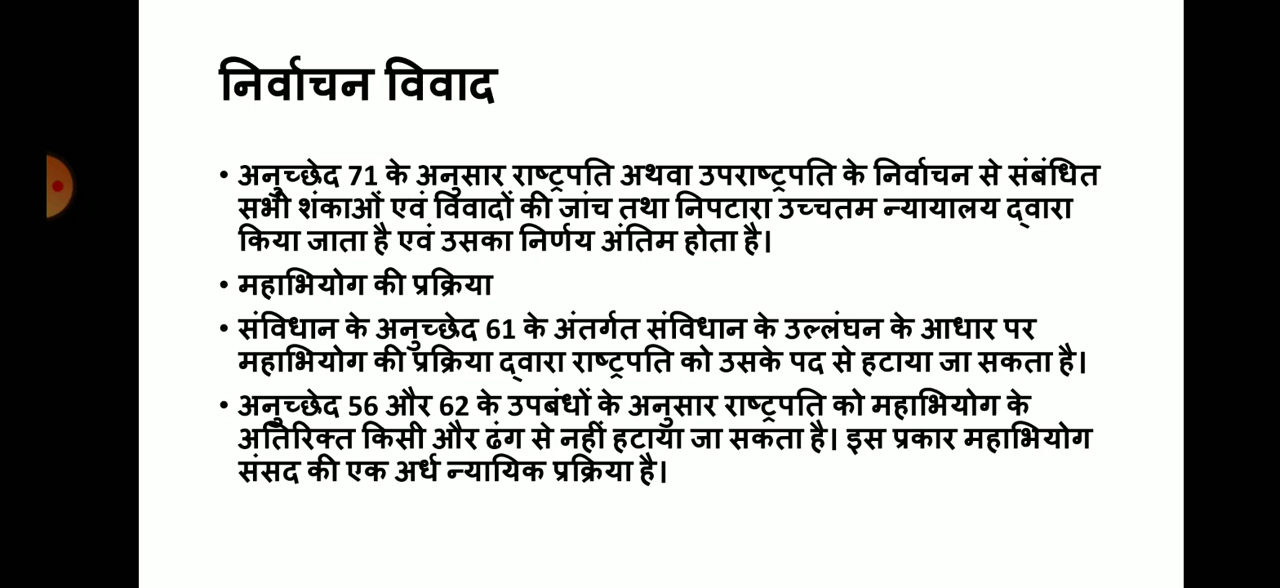 निर्वाचन विवाद
• अनुच्छेद 71 के अनुसार राष्ट्रपति अथवा उपराष्ट्रपति के निर्वाचन से संबंधित
सभी शंकाओं एवं विवादों की जांच तथा निपटारा उच्चतम न्यायालय द्वारा
किया जाता है एवं उसका निर्णय अंतिम होता है।
• महाभियोग की प्रक्रिया
• संविधान के अनुच्छेद 61 के अंतर्गत संविधान के उल्लंघन के आधार पर
महाभियोग की प्रक्रिया द्वारा राष्ट्रपति को उसके पद से हटाया जा सकता है।
• अनुच्छेद 56 और 62 के उपबंधों के अनुसार राष्ट्रपति को महाभियोग के
अतिरिक्त किसी और ढंग से नहीं हटाया जा सकता है। इस प्रकार महाभियोग
संसद की एक अर्ध न्यायिक प्रक्रिया है।